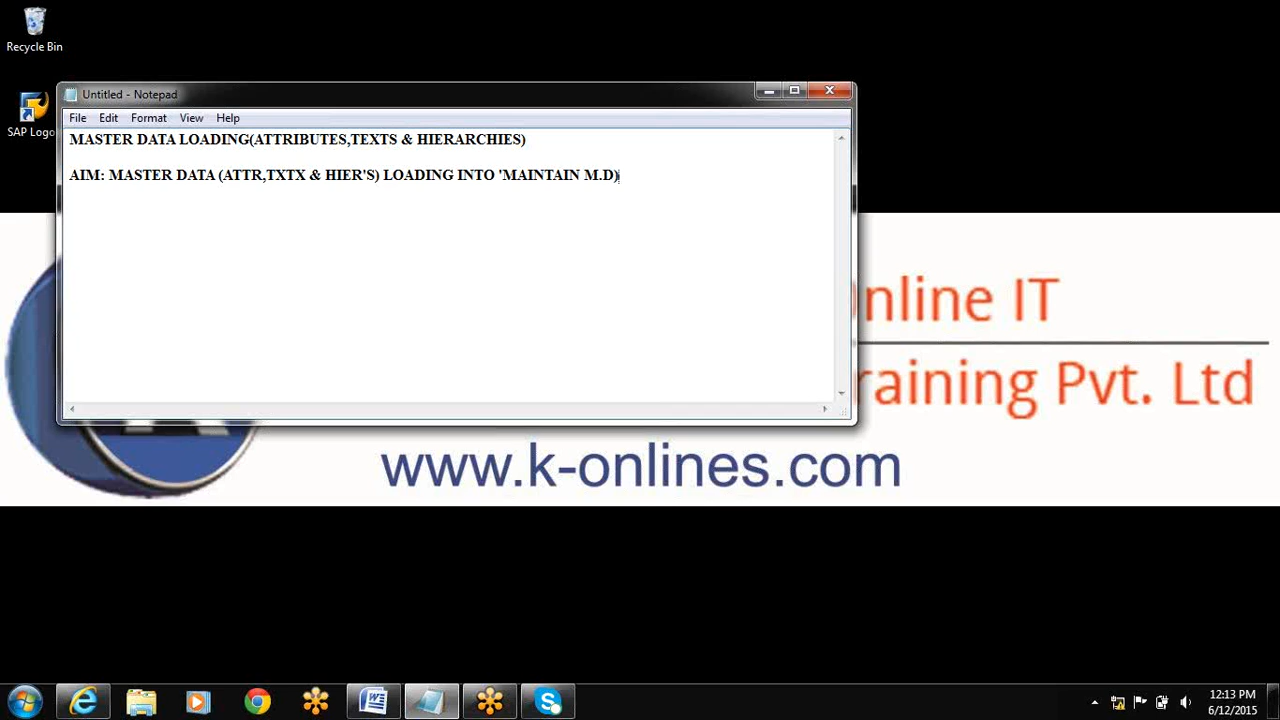 Recycle Bin
SAP Logo
Untitled - Notepad
File Edit Format View Help
MASTER DATA LOADING(ATTRIBUTES,TEXTS & HIERARCHIES)
AIM: MASTER DATA (ATTR,TXTX & HIER'S) LOADING INTO 'MAINTAIN M.D)
nline IT
raining Pvt. Ltd
www.k-onlines.com
12:13 PM
6/12/2015